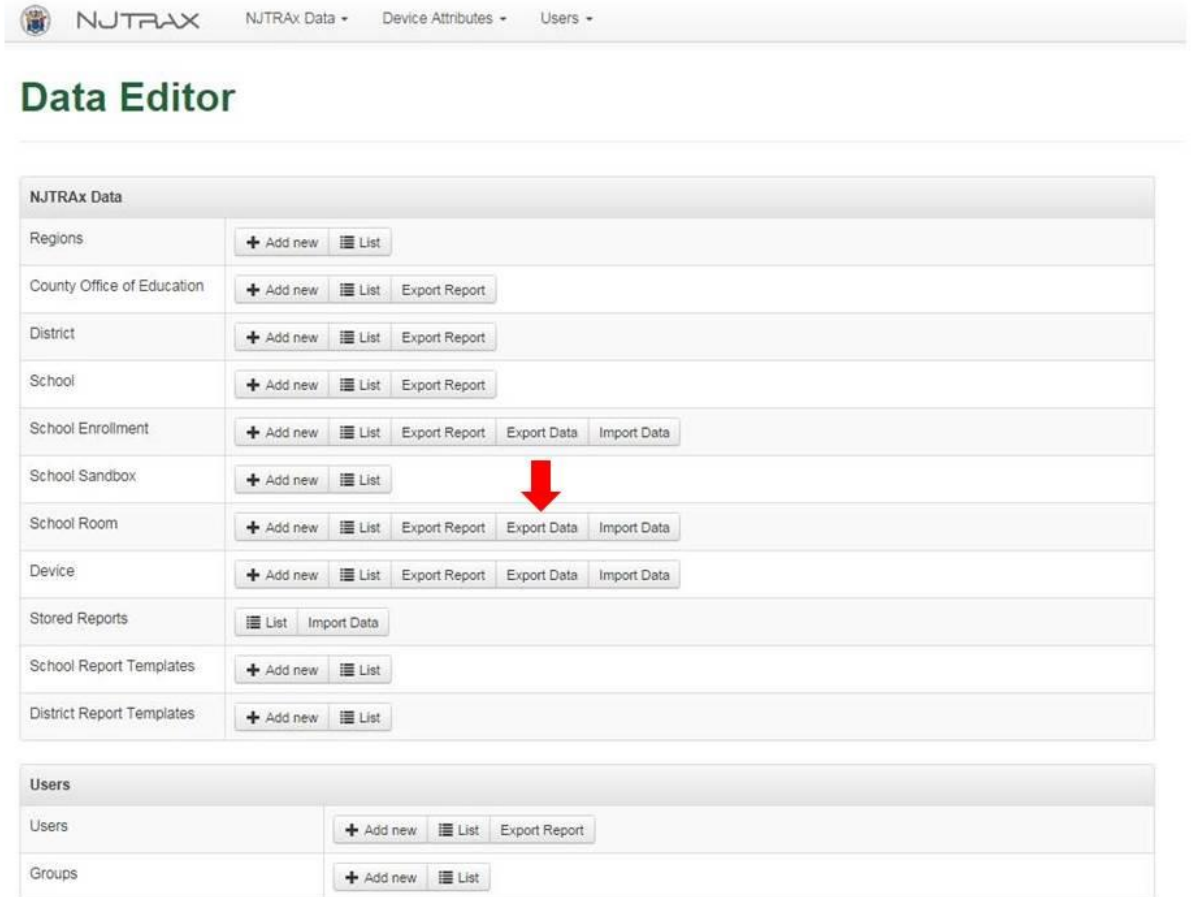 NJTRAX NJTRAx Data Device Attributes Users
Data Editor
NJTRAx Data
Regions Add new List
County Office of Education Add new List Export Report
District Add new List Export Report
School Add new List Export Report
School Enrollment Add new List Export Report Export Data Import Data
School Sandbox Add new List
School Room Add new List Export Report Export Data Import Data
Device Add new List Export Report Export Data Import Data
Stored Reports List Import Data
School Report Templates Add new List
District Report Templates Add new List
Users
Users Add new List Export Report
Groups Add new List